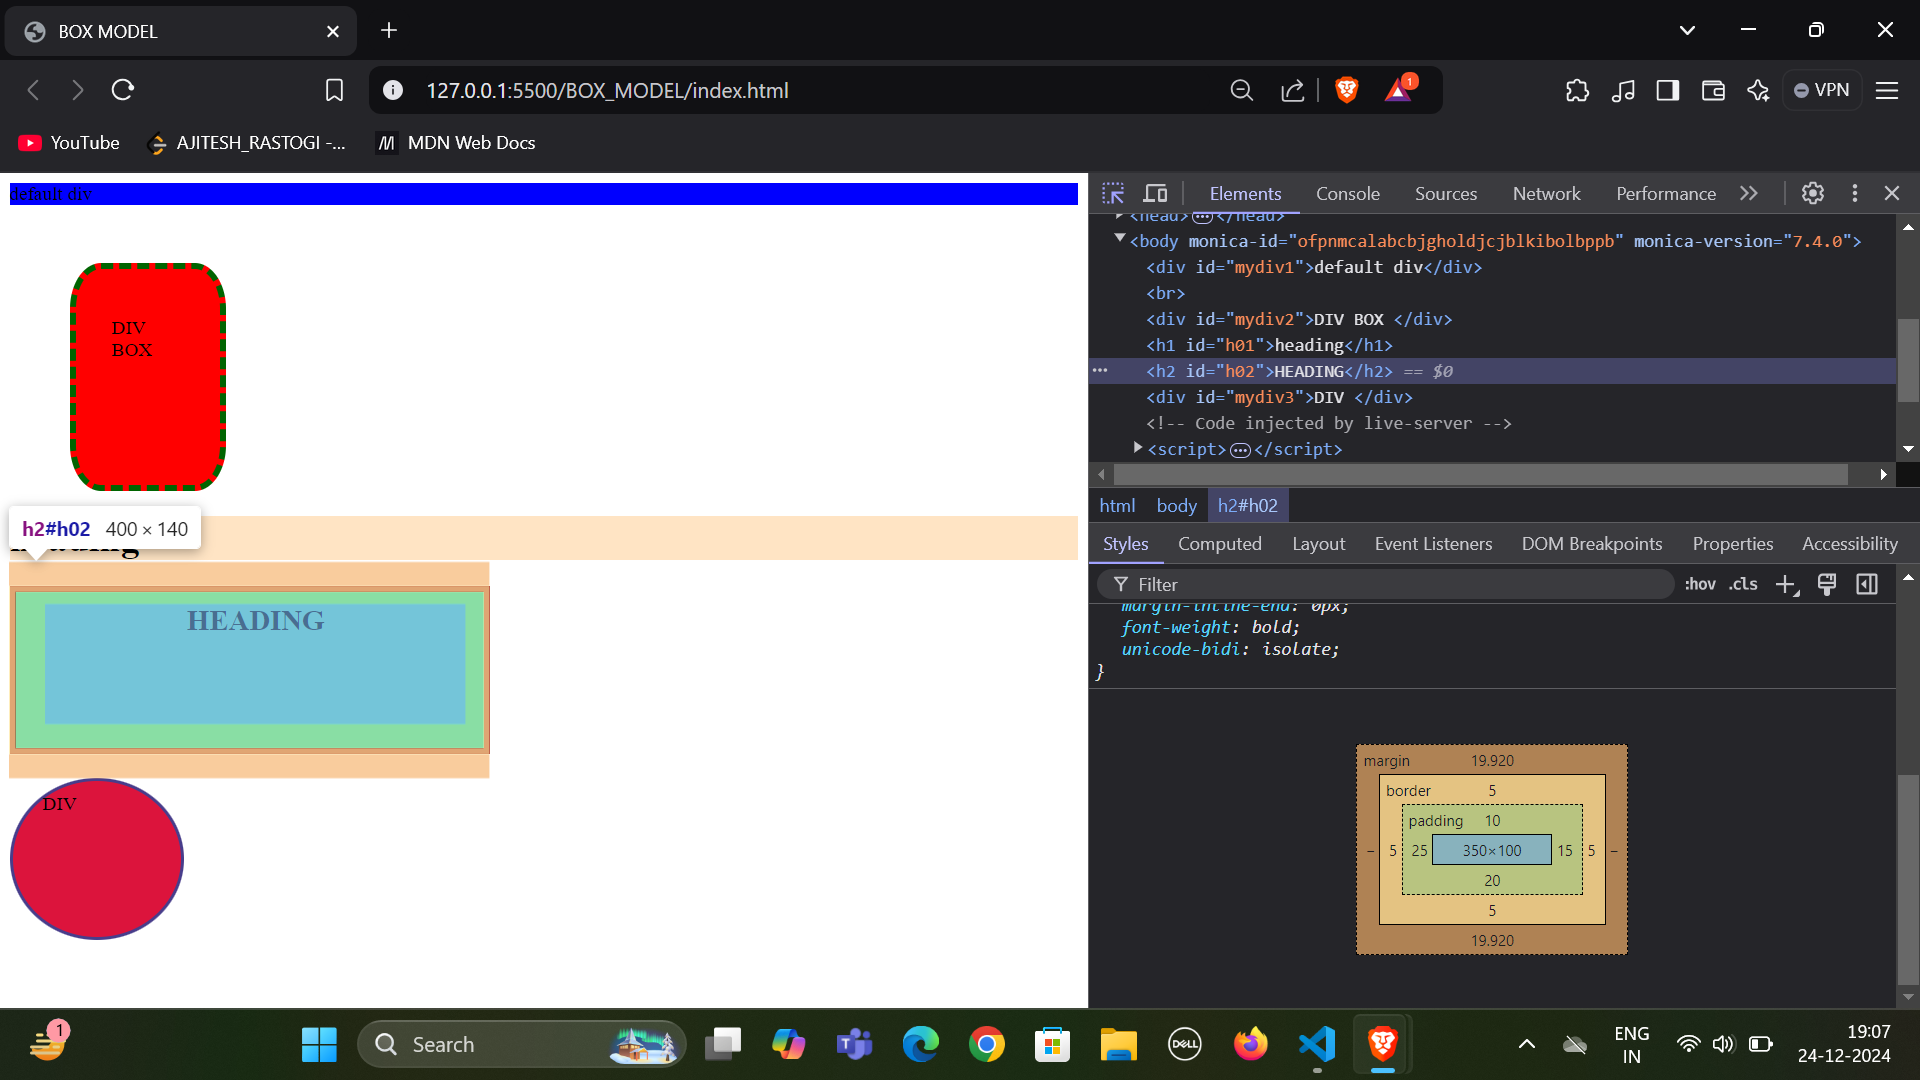 BOX MODEL
127.0.0.1:5500/BOX_MODEL/index.html
1
VPN
YouTube
AJITESH_RASTOGI -...
MDN Web Docs
default div
DIV
BOX
h2#h02 400 × 140
HEADING
DIV
Elements Console Sources Network Performance
<head> ... </head>
<body monica-id="ofpnmcalabcbjgholdjcjblkibolbppb" monica-version="7.4.0">
<div id="mydiv1">default div</div>
<br>
<div id="mydiv2">DIV BOX </div>
<h1 id="h01">heading</h1>
<h2 id="h02">HEADING</h2> == $0
<div id="mydiv3">DIV </div>
<!-- Code injected by live-server -->
<script> ... </script>
html body h2#h02
Styles Computed Layout Event Listeners DOM Breakpoints Properties Accessibility
Filter :hov .cls
margin-inline-end: 0px;
font-weight: bold;
unicode-bidi: isolate;
}
margin 19.920
border 5
padding 10
– 5 25 350×100 15 5 –
20
5
19.920
1
Search
DELL
ENG
IN
19:07
24-12-2024